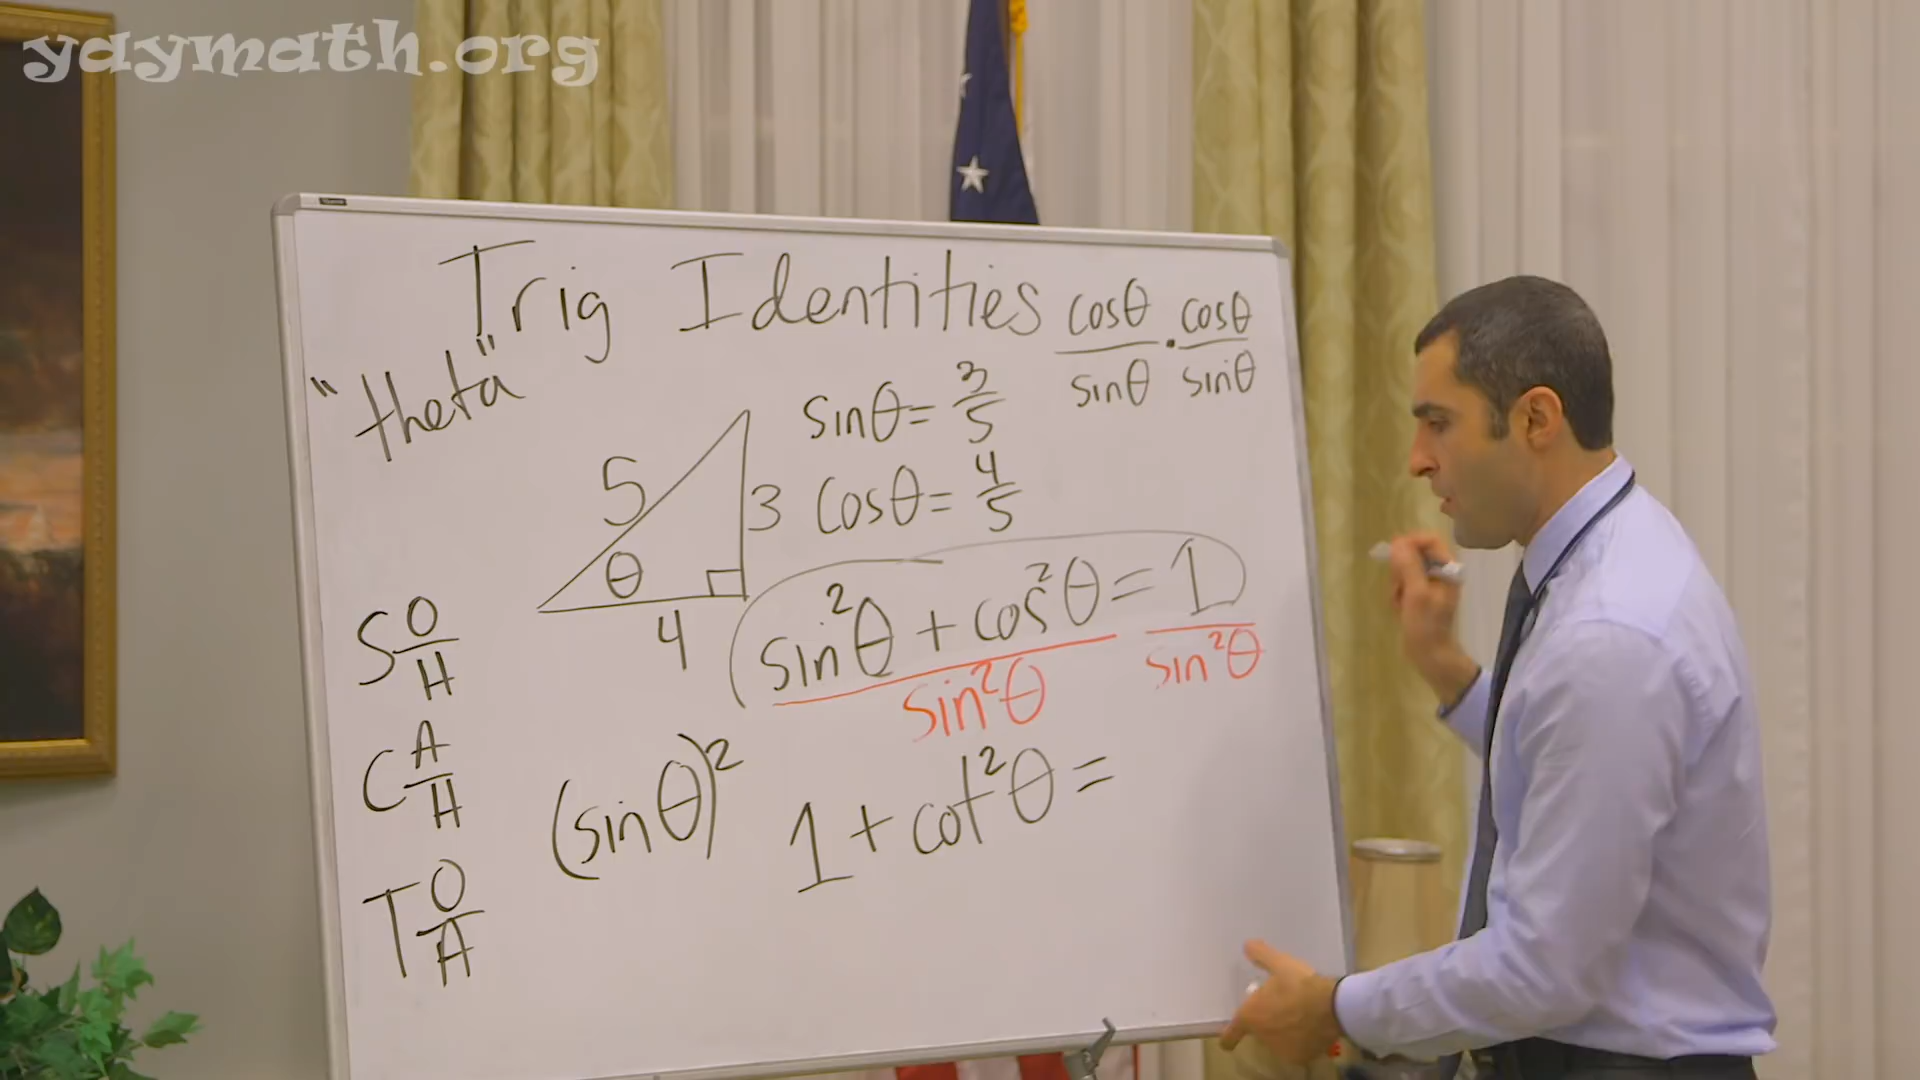 yaymath.org
Trig Identities
"theta"
cosθ/sinθ · cosθ/sinθ
sinθ = 3/5
cosθ = 4/5
5
3
θ
4
sin²θ + cos²θ = 1
sin²θ sin²θ
S O/H
C A/H
T O/A
(sinθ)²
1 + cot²θ =